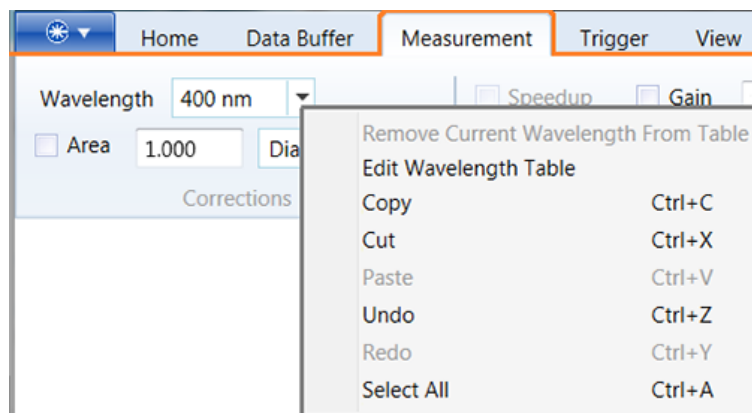 Home Data Buffer Measurement Trigger View
Wavelength 400 nm Speedup Gain
Area 1.000 Dia
Corrections
Remove Current Wavelength From Table
Edit Wavelength Table
Copy Ctrl+C
Cut Ctrl+X
Paste Ctrl+V
Undo Ctrl+Z
Redo Ctrl+Y
Select All Ctrl+A